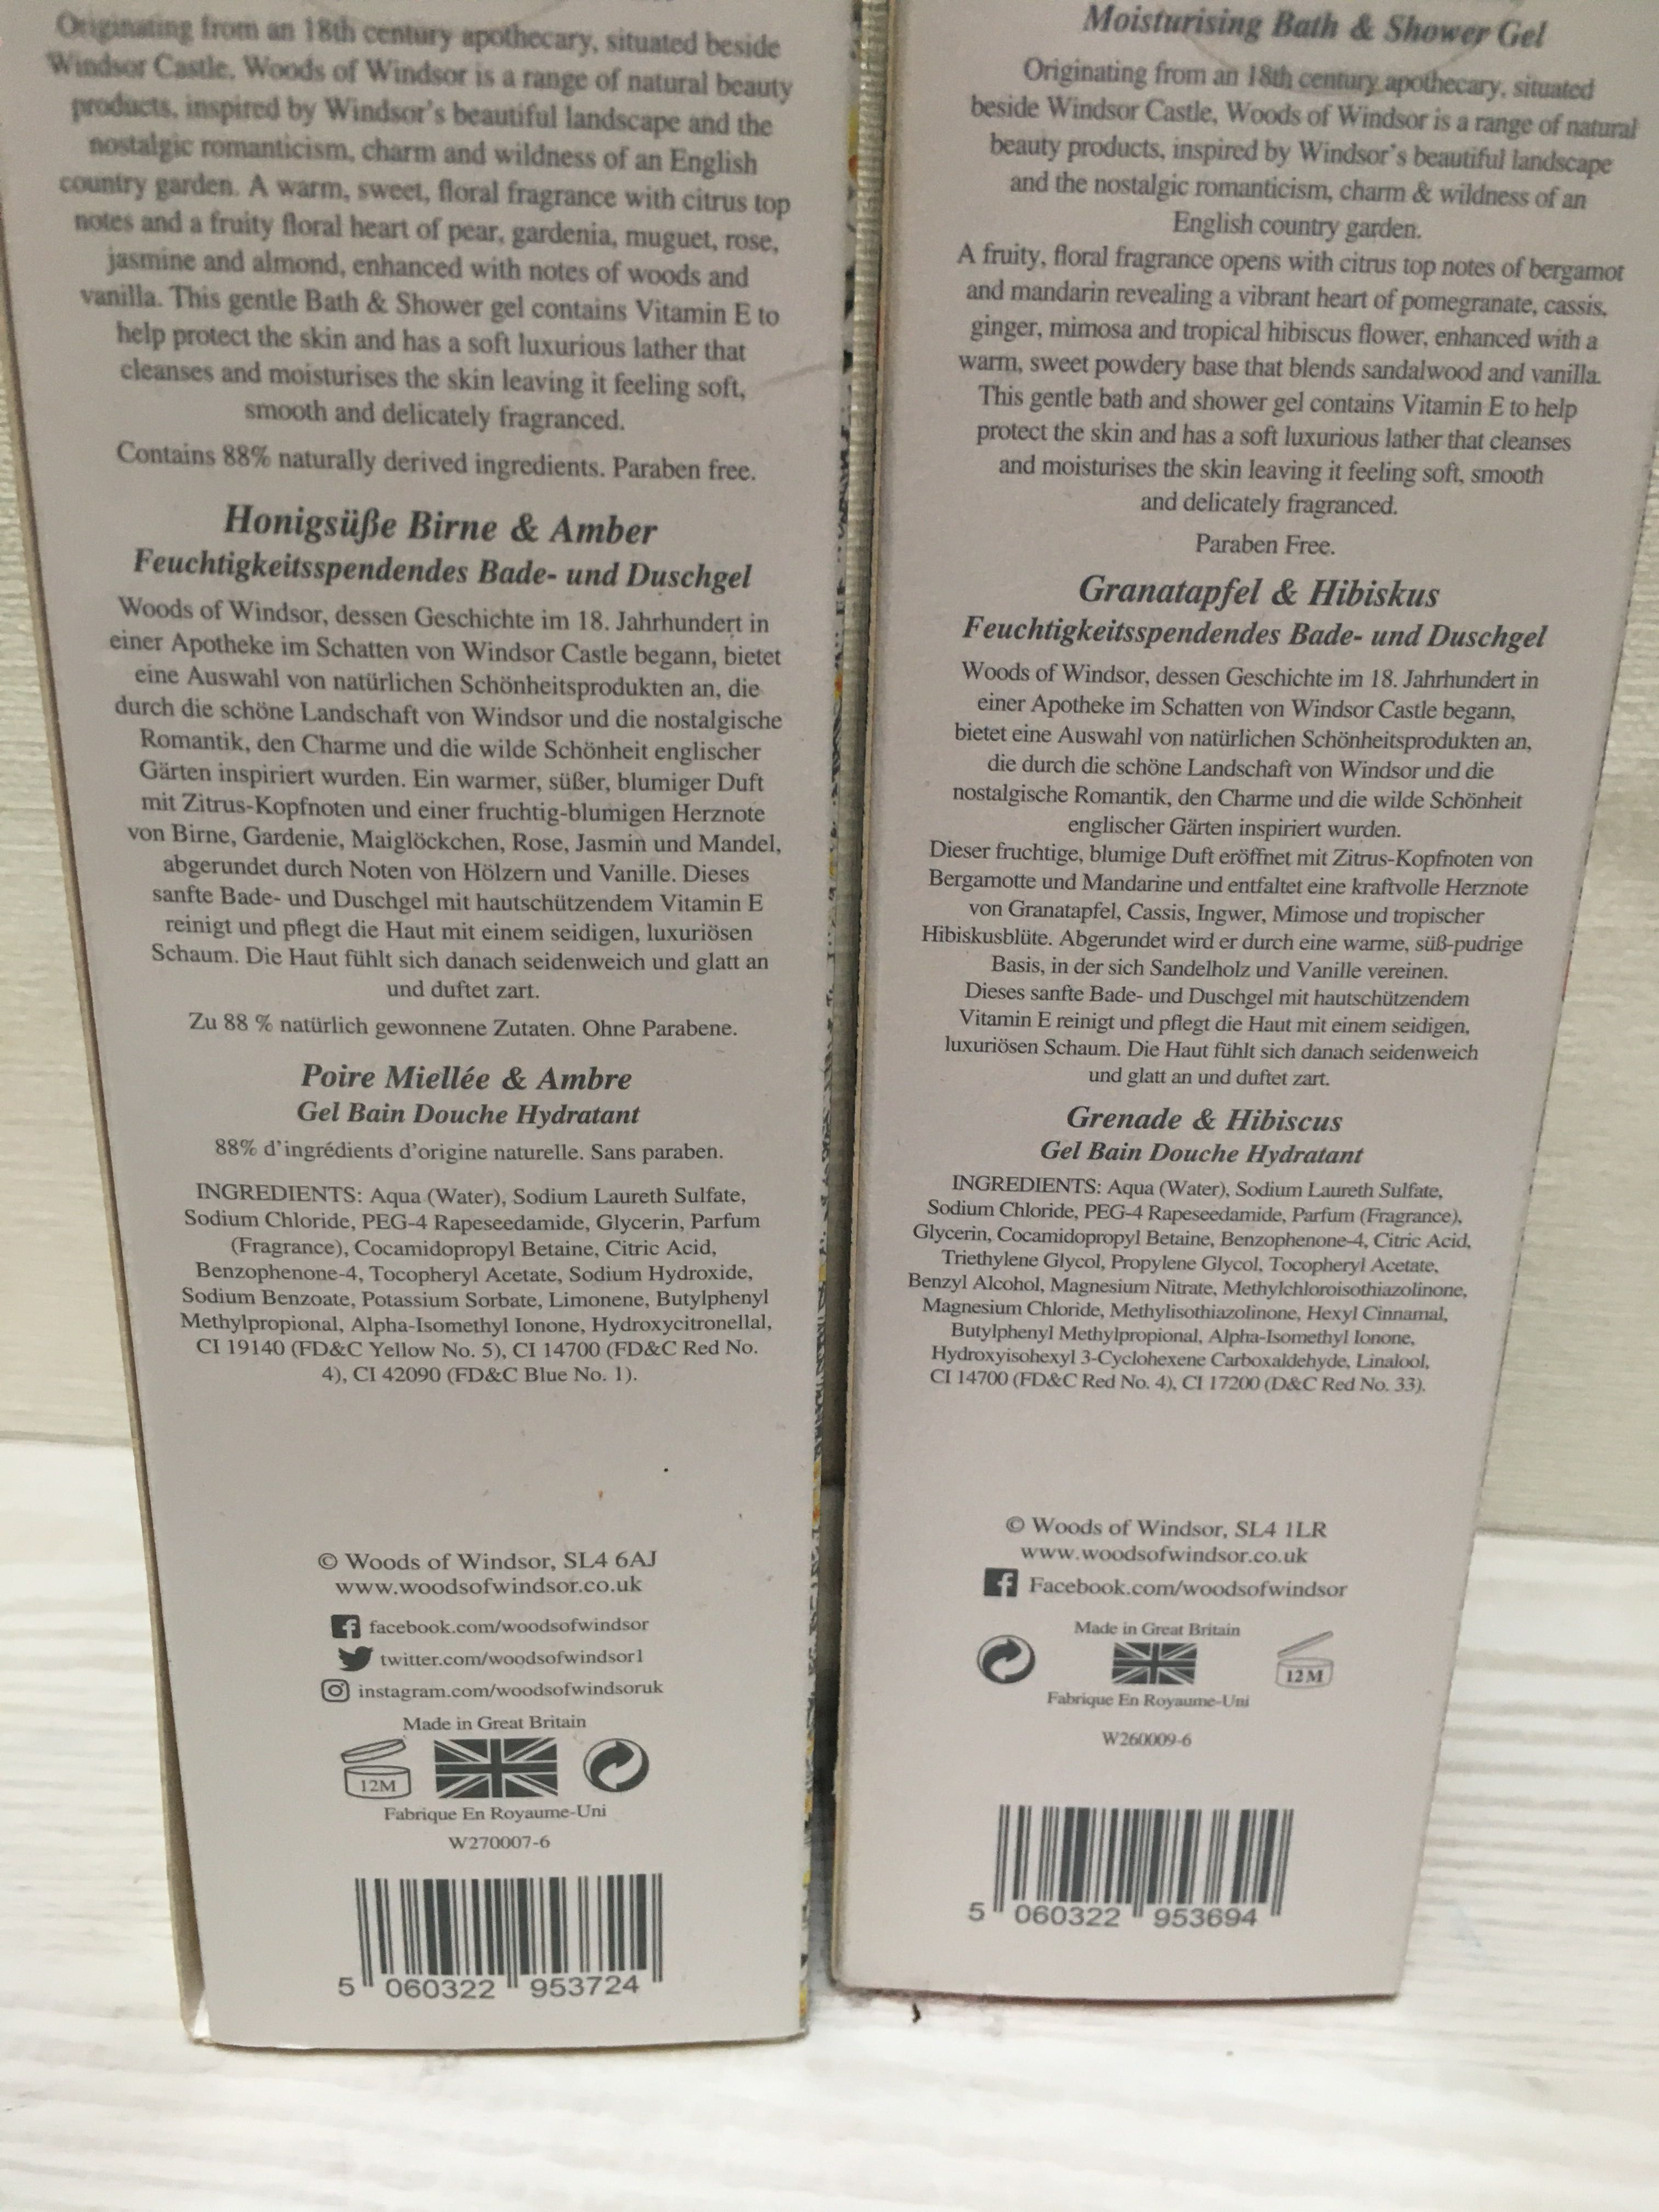 Originating from an 18th century apothecary, situated beside
Windsor Castle, Woods of Windsor is a range of natural beauty
products, inspired by Windsor's beautiful landscape and the
nostalgic romanticism, charm and wildness of an English
country garden. A warm, sweet, floral fragrance with citrus top
notes and a fruity floral heart of pear, gardenia, muguet, rose,
jasmine and almond, enhanced with notes of woods and
vanilla. This gentle Bath & Shower gel contains Vitamin E to
help protect the skin and has a soft luxurious lather that
cleanses and moisturises the skin leaving it feeling soft,
smooth and delicately fragranced.
Contains 88% naturally derived ingredients. Paraben free.
Honigsüße Birne & Amber
Feuchtigkeitsspendendes Bade- und Duschgel
Woods of Windsor, dessen Geschichte im 18. Jahrhundert in
einer Apotheke im Schatten von Windsor Castle begann, bietet
eine Auswahl von natürlichen Schönheitsprodukten an, die
durch die schöne Landschaft von Windsor und die nostalgische
Romantik, den Charme und die wilde Schönheit englischer
Gärten inspiriert wurden. Ein warmer, süßer, blumiger Duft
mit Zitrus-Kopfnoten und einer fruchtig-blumigen Herznote
von Birne, Gardenie, Maiglöckchen, Rose, Jasmin und Mandel,
abgerundet durch Noten von Hölzern und Vanille. Dieses
sanfte Bade- und Duschgel mit hautschützendem Vitamin E
reinigt und pflegt die Haut mit einem seidigen, luxuriösen
Schaum. Die Haut fühlt sich danach seidenweich und glatt an
und duftet zart.
Zu 88 % natürlich gewonnene Zutaten. Ohne Parabene.
Poire Miellée & Ambre
Gel Bain Douche Hydratant
88% d'ingrédients d'origine naturelle. Sans paraben.
INGREDIENTS: Aqua (Water), Sodium Laureth Sulfate,
Sodium Chloride, PEG-4 Rapeseedamide, Glycerin, Parfum
(Fragrance), Cocamidopropyl Betaine, Citric Acid,
Benzophenone-4, Tocopheryl Acetate, Sodium Hydroxide,
Sodium Benzoate, Potassium Sorbate, Limonene, Butylphenyl
Methylpropional, Alpha-Isomethyl Ionone, Hydroxycitronellal,
CI 19140 (FD&C Yellow No. 5), CI 14700 (FD&C Red No.
4), CI 42090 (FD&C Blue No. 1).
© Woods of Windsor, SL4 6AJ
www.woodsofwindsor.co.uk
facebook.com/woodsofwindsor
twitter.com/woodsofwindsor1
instagram.com/woodsofwindsoruk
Made in Great Britain
12M
Fabrique En Royaume-Uni
W270007-6
5 060322 953724
Moisturising Bath & Shower Gel
Originating from an 18th century apothecary, situated
beside Windsor Castle, Woods of Windsor is a range of natural
beauty products, inspired by Windsor's beautiful landscape
and the nostalgic romanticism, charm & wildness of an
English country garden.
A fruity, floral fragrance opens with citrus top notes of bergamot
and mandarin revealing a vibrant heart of pomegranate, cassis,
ginger, mimosa and tropical hibiscus flower, enhanced with a
warm, sweet powdery base that blends sandalwood and vanilla.
This gentle bath and shower gel contains Vitamin E to help
protect the skin and has a soft luxurious lather that cleanses
and moisturises the skin leaving it feeling soft, smooth
and delicately fragranced.
Paraben Free.
Granatapfel & Hibiskus
Feuchtigkeitsspendendes Bade- und Duschgel
Woods of Windsor, dessen Geschichte im 18. Jahrhundert in
einer Apotheke im Schatten von Windsor Castle begann,
bietet eine Auswahl von natürlichen Schönheitsprodukten an,
die durch die schöne Landschaft von Windsor und die
nostalgische Romantik, den Charme und die wilde Schönheit
englischer Gärten inspiriert wurden.
Dieser fruchtige, blumige Duft eröffnet mit Zitrus-Kopfnoten von
Bergamotte und Mandarine und entfaltet eine kraftvolle Herznote
von Granatapfel, Cassis, Ingwer, Mimose und tropischer
Hibiskusblüte. Abgerundet wird er durch eine warme, süß-pudrige
Basis, in der sich Sandelholz und Vanille vereinen.
Dieses sanfte Bade- und Duschgel mit hautschützendem
Vitamin E reinigt und pflegt die Haut mit einem seidigen,
luxuriösen Schaum. Die Haut fühlt sich danach seidenweich
und glatt an und duftet zart.
Grenade & Hibiscus
Gel Bain Douche Hydratant
INGREDIENTS: Aqua (Water), Sodium Laureth Sulfate,
Sodium Chloride, PEG-4 Rapeseedamide, Parfum (Fragrance),
Glycerin, Cocamidopropyl Betaine, Benzophenone-4, Citric Acid,
Triethylene Glycol, Propylene Glycol, Tocopheryl Acetate,
Benzyl Alcohol, Magnesium Nitrate, Methylchloroisothiazolinone,
Magnesium Chloride, Methylisothiazolinone, Hexyl Cinnamal,
Butylphenyl Methylpropional, Alpha-Isomethyl Ionone,
Hydroxyisohexyl 3-Cyclohexene Carboxaldehyde, Linalool,
CI 14700 (FD&C Red No. 4), CI 17200 (D&C Red No. 33).
© Woods of Windsor, SL4 1LR
www.woodsofwindsor.co.uk
Facebook.com/woodsofwindsor
Made in Great Britain
12M
Fabrique En Royaume-Uni
W260009-6
5 060322 953694